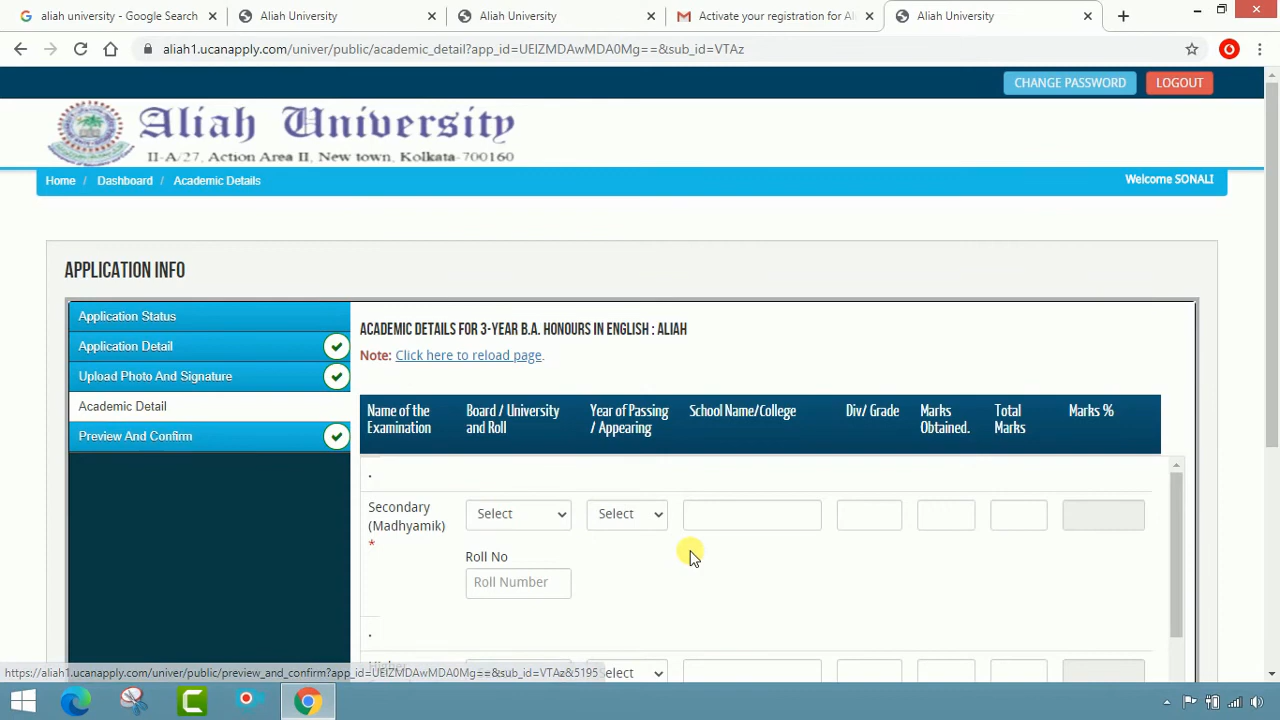 aliah university - Google Search
Aliah University
Aliah University
Activate your registration for Al
Aliah University
aliah1.ucanapply.com/univer/public/academic_detail?app_id=UEIZMDAwMDA0Mg==&sub_id=VTAz
CHANGE PASSWORD
LOGOUT
Aliah University
II-A/27, Action Area II, New town, Kolkata-700160
Home / Dashboard / Academic Details
Welcome SONALI
APPLICATION INFO
Application Status
Application Detail
Upload Photo And Signature
Academic Detail
Preview And Confirm
ACADEMIC DETAILS FOR 3-YEAR B.A. HONOURS IN ENGLISH : ALIAH
Note: Click here to reload page.
Name of the Examination
Board / University and Roll
Year of Passing / Appearing
School Name/College
Div/ Grade
Marks Obtained.
Total Marks
Marks %
.
Secondary (Madhyamik) *
Select
Select
Roll No
Roll Number
.
Select
https://aliah1.ucanapply.com/univer/public/preview_and_confirm?app_id=UEIZMDAwMDA0Mg==&sub_id=VTAz&5195